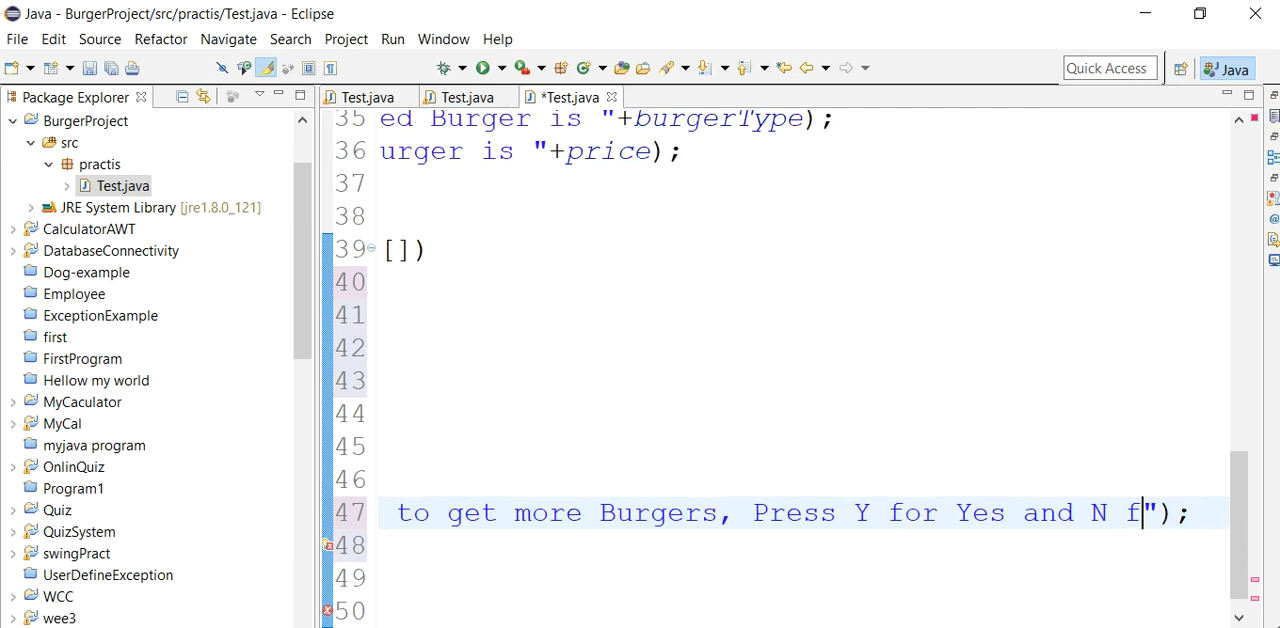 Java - BurgerProject/src/practis/Test.java - Eclipse
File Edit Source Refactor Navigate Search Project Run Window Help
Quick Access Java
Package Explorer
Test.java Test.java *Test.java
BurgerProject
src
practis
Test.java
JRE System Library [jre1.8.0_121]
CalculatorAWT
DatabaseConnectivity
Dog-example
Employee
ExceptionExample
first
FirstProgram
Hellow my world
MyCaculator
MyCal
myjava program
OnlinQuiz
Program1
Quiz
QuizSystem
swingPract
UserDefineException
WCC
wee3
35 ed Burger is "+burgerType);
36 urger is "+price);
37
38
39 [])
40
41
42
43
44
45
46
47 to get more Burgers, Press Y for Yes and N f");
48
49
50